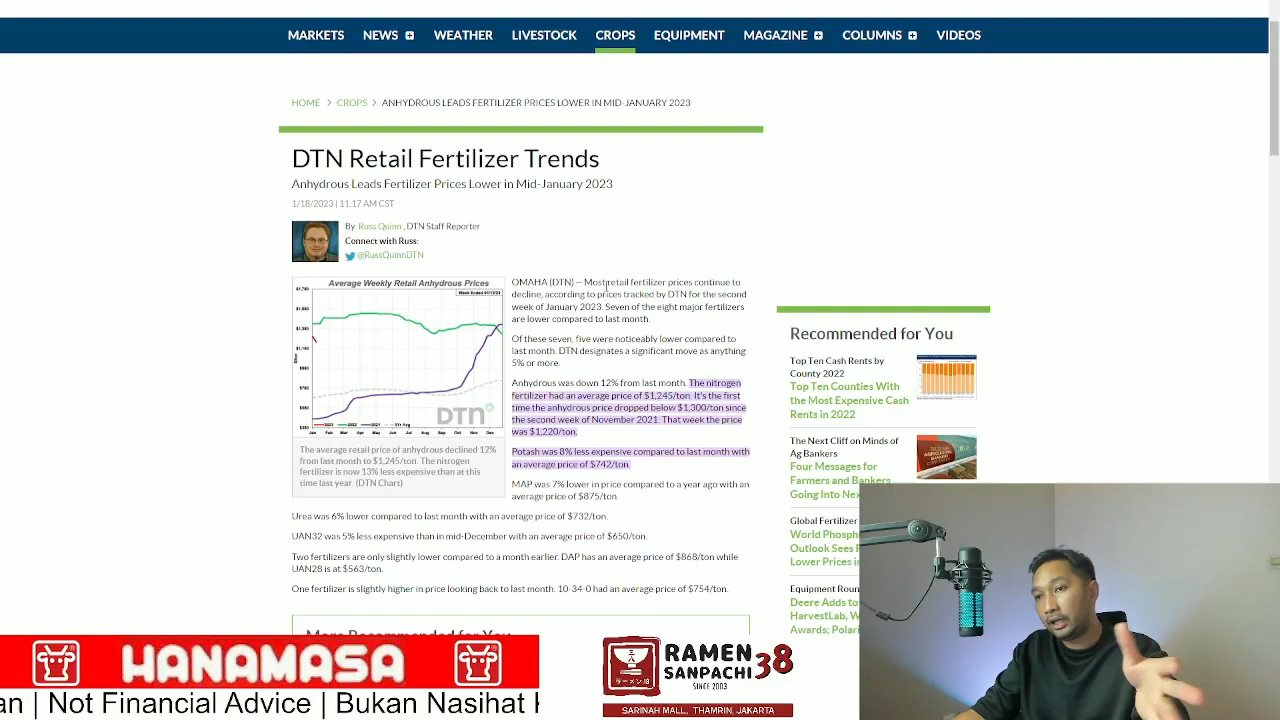 MARKETS NEWS WEATHER LIVESTOCK CROPS EQUIPMENT MAGAZINE COLUMNS VIDEOS
HOME > CROPS > ANHYDROUS LEADS FERTILIZER PRICES LOWER IN MID-JANUARY 2023
DTN Retail Fertilizer Trends
Anhydrous Leads Fertilizer Prices Lower in Mid-January 2023
1/18/2023 | 11:17 AM CST
By Russ Quinn , DTN Staff Reporter
Connect with Russ:
@RussQuinnDTN
Average Weekly Retail Anhydrous Prices
DTN
The average retail price of anhydrous declined 12%
from last month to $1,245/ton. The nitrogen
fertilizer is now 13% less expensive than at this
time last year. (DTN Chart)
OMAHA (DTN) -- Most retail fertilizer prices continue to
decline, according to prices tracked by DTN for the second
week of January 2023. Seven of the eight major fertilizers
are lower compared to last month.
Of these seven, five were noticeably lower compared to
last month. DTN designates a significant move as anything
5% or more.
Anhydrous was down 12% from last month. The nitrogen
fertilizer had an average price of $1,245/ton. It's the first
time the anhydrous price dropped below $1,300/ton since
the second week of November 2021. That week the price
was $1,220/ton.
Potash was 8% less expensive compared to last month with
an average price of $742/ton.
MAP was 7% lower in price compared to a year ago with an
average price of $875/ton.
Urea was 6% lower compared to last month with an average price of $732/ton.
UAN32 was 5% less expensive than in mid-December with an average price of $650/ton.
Two fertilizers are only slightly lower compared to a month earlier. DAP has an average price of $868/ton while
UAN28 is at $563/ton.
One fertilizer is slightly higher in price looking back to last month. 10-34-0 had an average price of $754/ton.
Recommended for You
Top Ten Cash Rents by
County 2022
Top Ten Counties With
the Most Expensive Cash
Rents in 2022
The Next Cliff on Minds of
Ag Bankers
Four Messages for
Farmers and Bankers
Going Into Nex
Global Fertilizer
World Phosph
Outlook Sees
Lower Prices in
Equipment Roun
Deere Adds to
HarvestLab, W
Awards; Polari
HANAMASA
an | Not Financial Advice | Bukan Nasihat
RAMEN
SANPACHI 38
SINCE 2003
SARINAH MALL, THAMRIN, JAKARTA